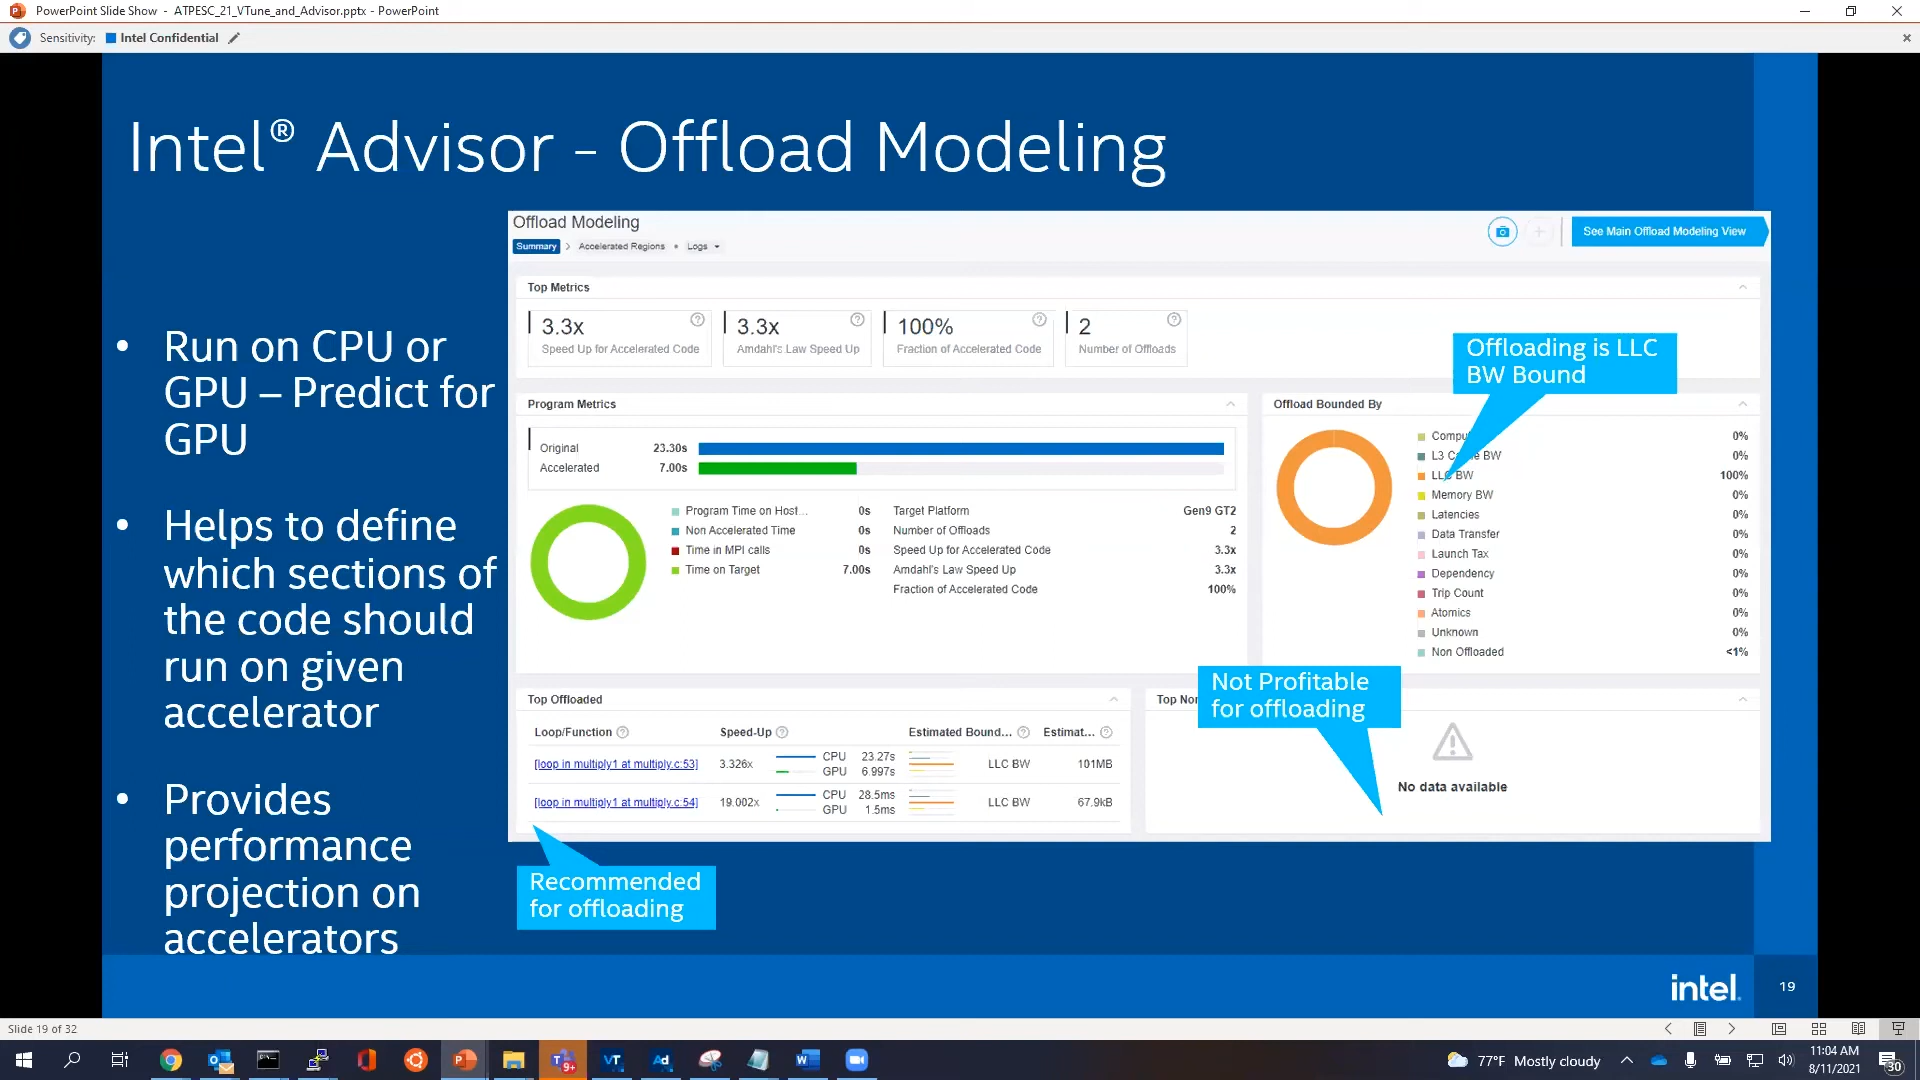 PowerPoint Slide Show - ATPESC_21_VTune_and_Advisor.pptx - PowerPoint
Sensitivity: Intel Confidential
Intel® Advisor - Offload Modeling
• Run on CPU or
GPU – Predict for
GPU
• Helps to define
which sections of
the code should
run on given
accelerator
• Provides
performance
projection on
accelerators
Offload Modeling
Summary
Accelerated Regions
Logs
See Main Offload Modeling View
Top Metrics
3.3x
Speed Up for Accelerated Code
3.3x
Amdahl's Law Speed Up
100%
Fraction of Accelerated Code
2
Number of Offloads
Offloading is LLC
BW Bound
Program Metrics
Original 23.30s
Accelerated 7.00s
Program Time on Host... 0s
Non Accelerated Time 0s
Time in MPI calls 0s
Time on Target 7.00s
Target Platform Gen9 GT2
Number of Offloads 2
Speed Up for Accelerated Code 3.3x
Amdahl's Law Speed Up 3.3x
Fraction of Accelerated Code 100%
Offload Bounded By
0%
BW 0%
LLC BW 100%
Memory BW 0%
Latencies 0%
Data Transfer 0%
Launch Tax 0%
Dependency 0%
Trip Count 0%
Atomics 0%
Unknown 0%
Non Offloaded <1%
Top Offloaded
Loop/Function Speed-Up Estimated Bound... Estimat...
[loop in multiply1 at multiply.c:53] 3.326x CPU 23.27s LLC BW 101MB
GPU 6.997s
[loop in multiply1 at multiply.c:54] 19.002x CPU 28.5ms LLC BW 67.9kB
GPU 1.5ms
Top
Not Profitable
for offloading
No data available
Recommended
for offloading
intel.
19
Slide 19 of 32
77°F Mostly cloudy
11:04 AM
8/11/2021
30